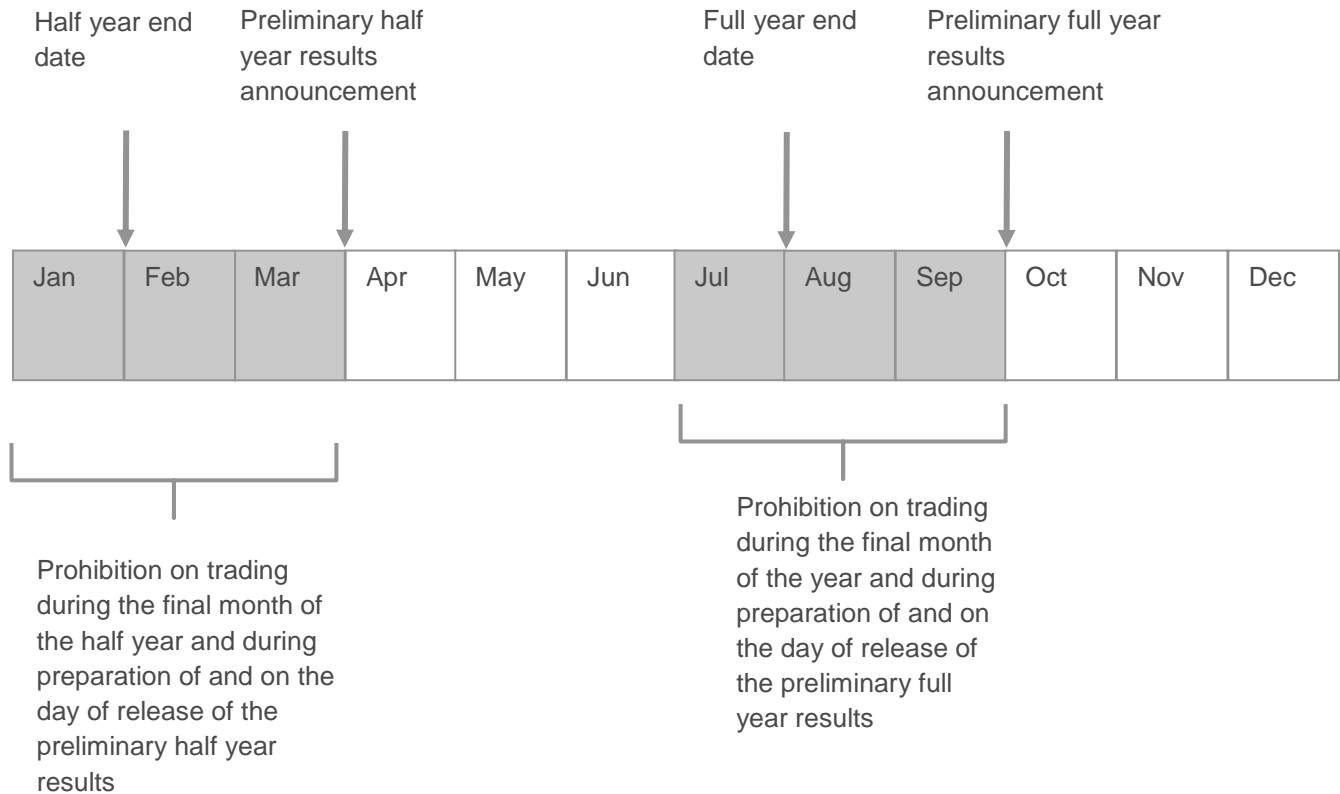 Half year end
date
Preliminary half
year results
announcement
Full year end
date
Preliminary full year
results
announcement
Jan Feb Mar Apr May Jun Jul Aug Sep Oct Nov Dec
Prohibition on trading
during the final month of
the half year and during
preparation of and on the
day of release of the
preliminary half year
results
Prohibition on trading
during the final month
of the year and during
preparation of and on
the day of release of
the preliminary full
year results